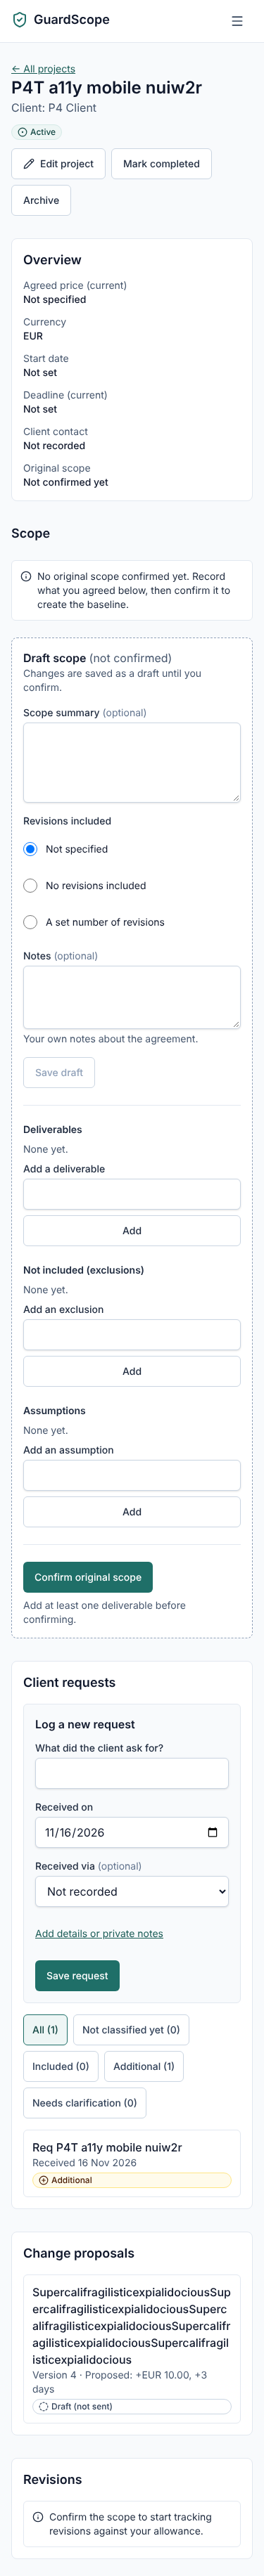 GuardScope
← All projects
P4T a11y mobile nuiw2r
Client: P4 Client
Active
Edit project
Mark completed
Archive
Overview
Agreed price (current)
Not specified
Currency
EUR
Start date
Not set
Deadline (current)
Not set
Client contact
Not recorded
Original scope
Not confirmed yet
Scope
No original scope confirmed yet. Record
what you agreed below, then confirm it to
create the baseline.
Draft scope (not confirmed)
Changes are saved as a draft until you
confirm.
Scope summary (optional)
Revisions included
Not specified
No revisions included
A set number of revisions
Notes (optional)
Your own notes about the agreement.
Save draft
Deliverables
None yet.
Add a deliverable
Add
Not included (exclusions)
None yet.
Add an exclusion
Add
Assumptions
None yet.
Add an assumption
Add
Confirm original scope
Add at least one deliverable before
confirming.
Client requests
Log a new request
What did the client ask for?
Received on
11/16/2026
Received via (optional)
Not recorded
Add details or private notes
Save request
All (1)
Not classified yet (0)
Included (0)
Additional (1)
Needs clarification (0)
Req P4T a11y mobile nuiw2r
Received 16 Nov 2026
Additional
Change proposals
SupercalifragilisticexpialidociousSup
ercalifragilisticexpialidociousSuperc
alifragilisticexpialidociousSupercalifr
agilisticexpialidociousSupercalifragil
isticexpialidocious
Version 4 · Proposed: +EUR 10.00, +3
days
Draft (not sent)
Revisions
Confirm the scope to start tracking
revisions against your allowance.